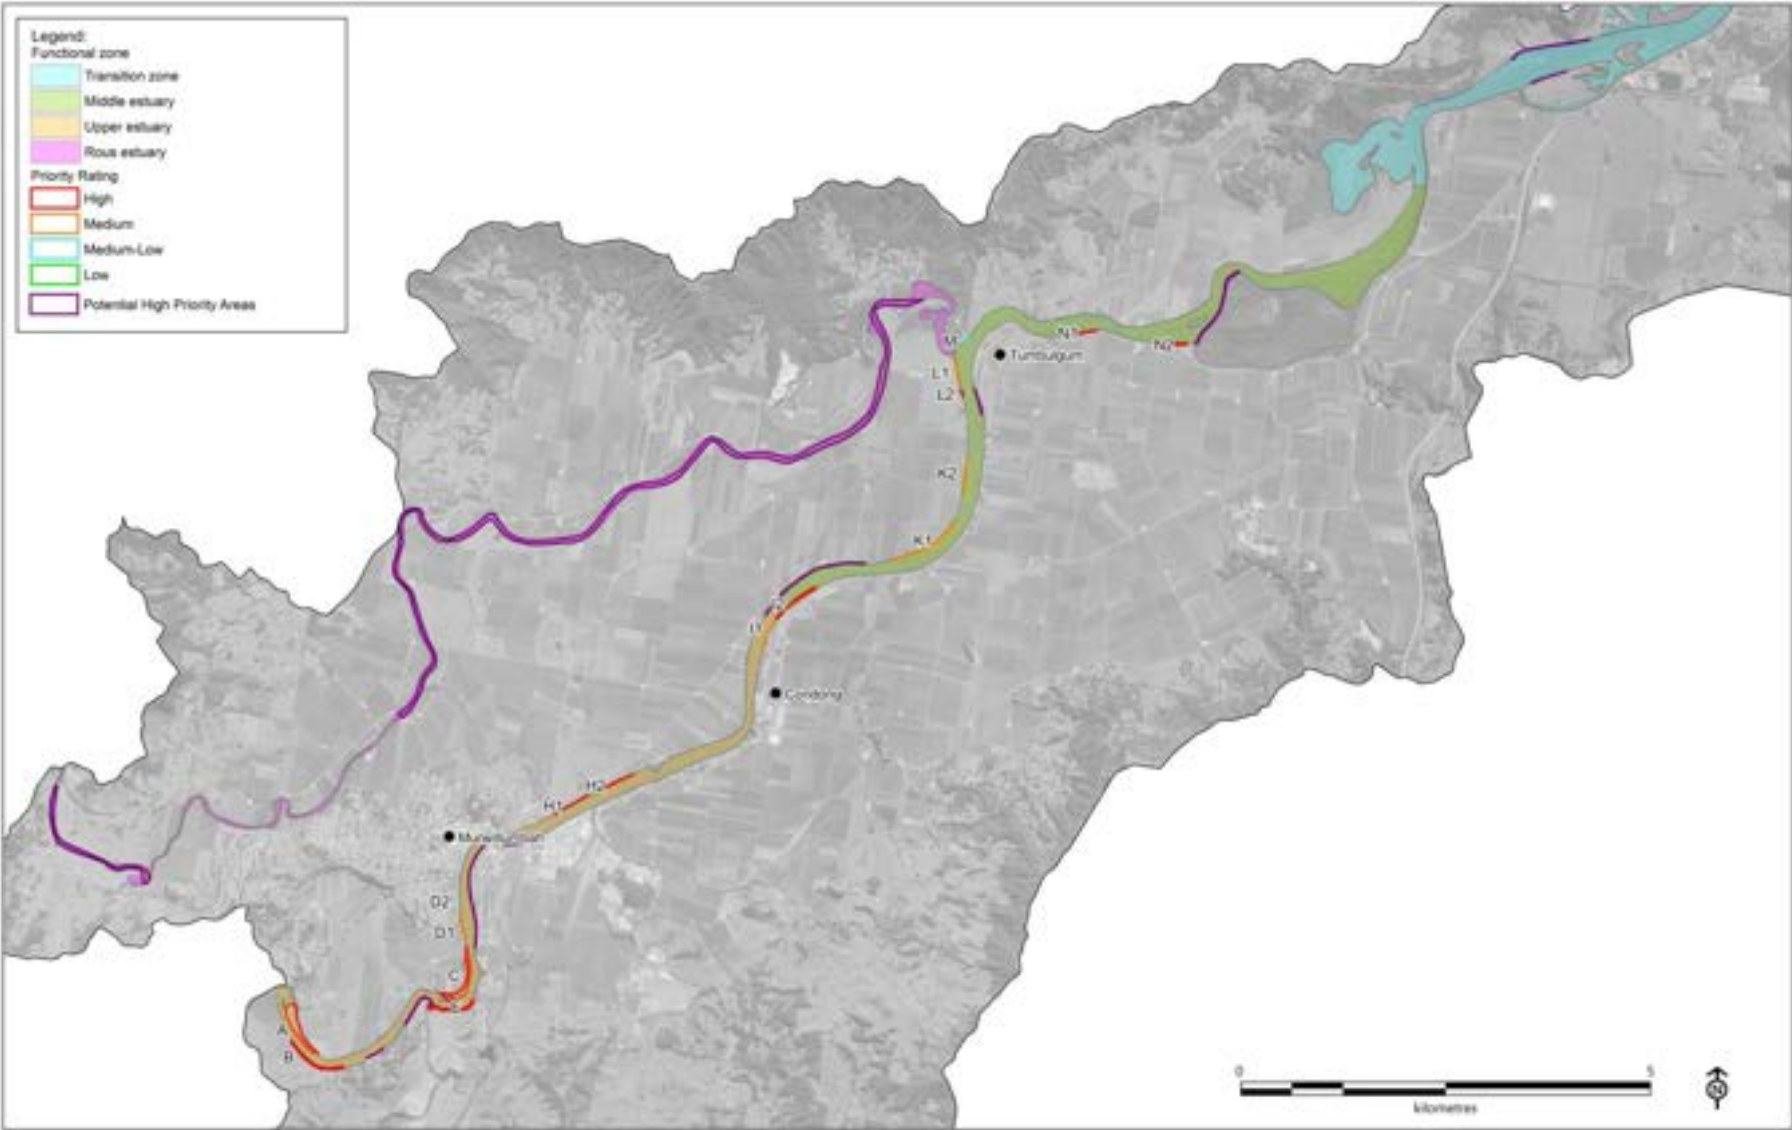 Legend:
Functional zone
Transition zone
Middle estuary
Upper estuary
Rous estuary
Priority Rating
High
Medium
Medium-Low
Low
Potential High Priority Areas
M
N1
N2
Tumbulgum
L1
L2
K2
K1
Condong
H2
H1
Murwillumbah
D2
D1
C
A
B
0 5
kilometres
N